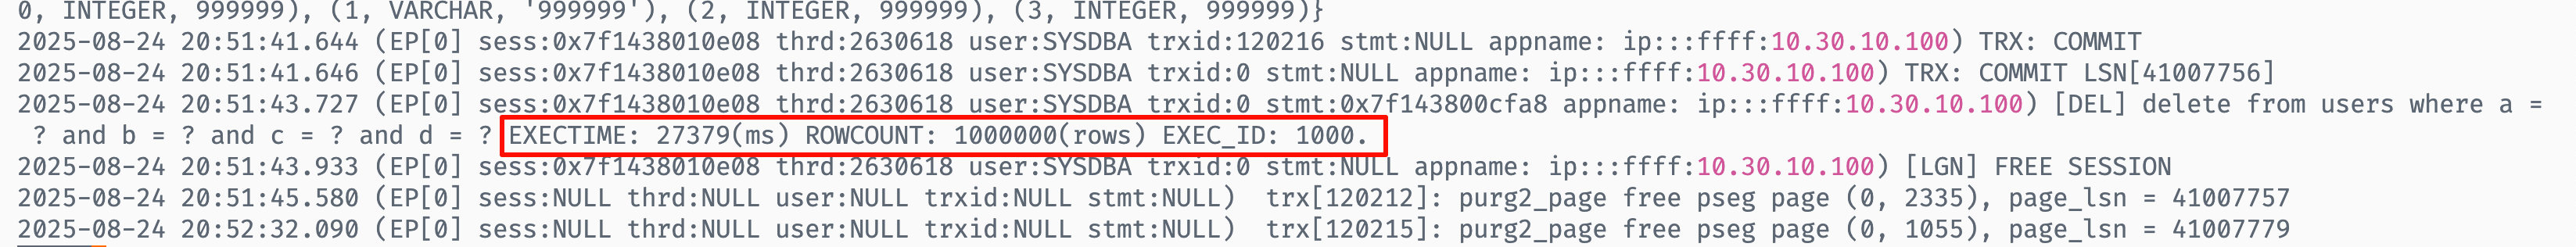 0, INTEGER, 999999), (1, VARCHAR, '999999'), (2, INTEGER, 999999), (3, INTEGER, 999999)}
2025-08-24 20:51:41.644 (EP[0] sess:0x7f1438010e08 thrd:2630618 user:SYSDBA trxid:120216 stmt:NULL appname: ip:::ffff:10.30.10.100) TRX: COMMIT
2025-08-24 20:51:41.646 (EP[0] sess:0x7f1438010e08 thrd:2630618 user:SYSDBA trxid:0 stmt:NULL appname: ip:::ffff:10.30.10.100) TRX: COMMIT LSN[41007756]
2025-08-24 20:51:43.727 (EP[0] sess:0x7f1438010e08 thrd:2630618 user:SYSDBA trxid:0 stmt:0x7f143800cfa8 appname: ip:::ffff:10.30.10.100) [DEL] delete from users where a =
? and b = ? and c = ? and d = ? EXECTIME: 27379(ms) ROWCOUNT: 1000000(rows) EXEC_ID: 1000.
2025-08-24 20:51:43.933 (EP[0] sess:0x7f1438010e08 thrd:2630618 user:SYSDBA trxid:0 stmt:NULL appname: ip:::ffff:10.30.10.100) [LGN] FREE SESSION
2025-08-24 20:51:45.580 (EP[0] sess:NULL thrd:NULL user:NULL trxid:NULL stmt:NULL)  trx[120212]: purg2_page free pseg page (0, 2335), page_lsn = 41007757
2025-08-24 20:52:32.090 (EP[0] sess:NULL thrd:NULL user:NULL trxid:NULL stmt:NULL)  trx[120215]: purg2_page free pseg page (0, 1055), page_lsn = 41007779